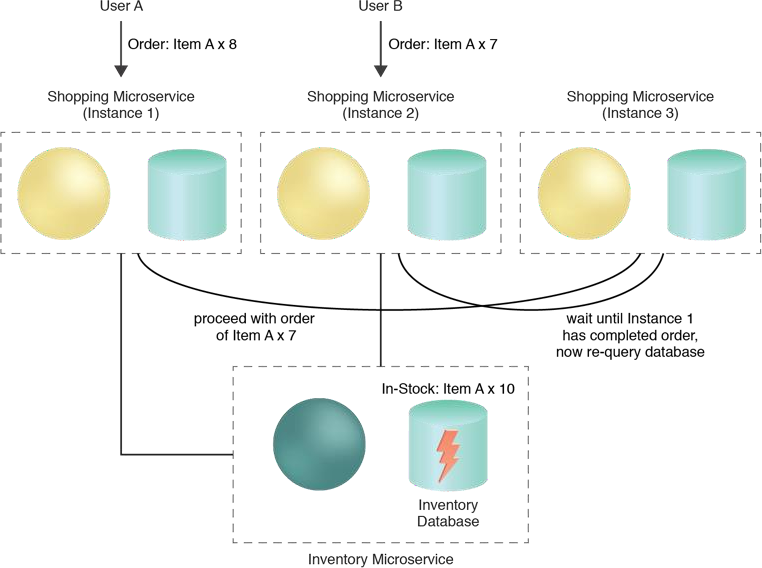 User A
User B
Order: Item A x 8
Order: Item A x 7
Shopping Microservice
(Instance 1)
Shopping Microservice
(Instance 2)
Shopping Microservice
(Instance 3)
proceed with order
of Item A x 7
wait until Instance 1
has completed order,
now re-query database
In-Stock: Item A x 10
Inventory
Database
Inventory Microservice